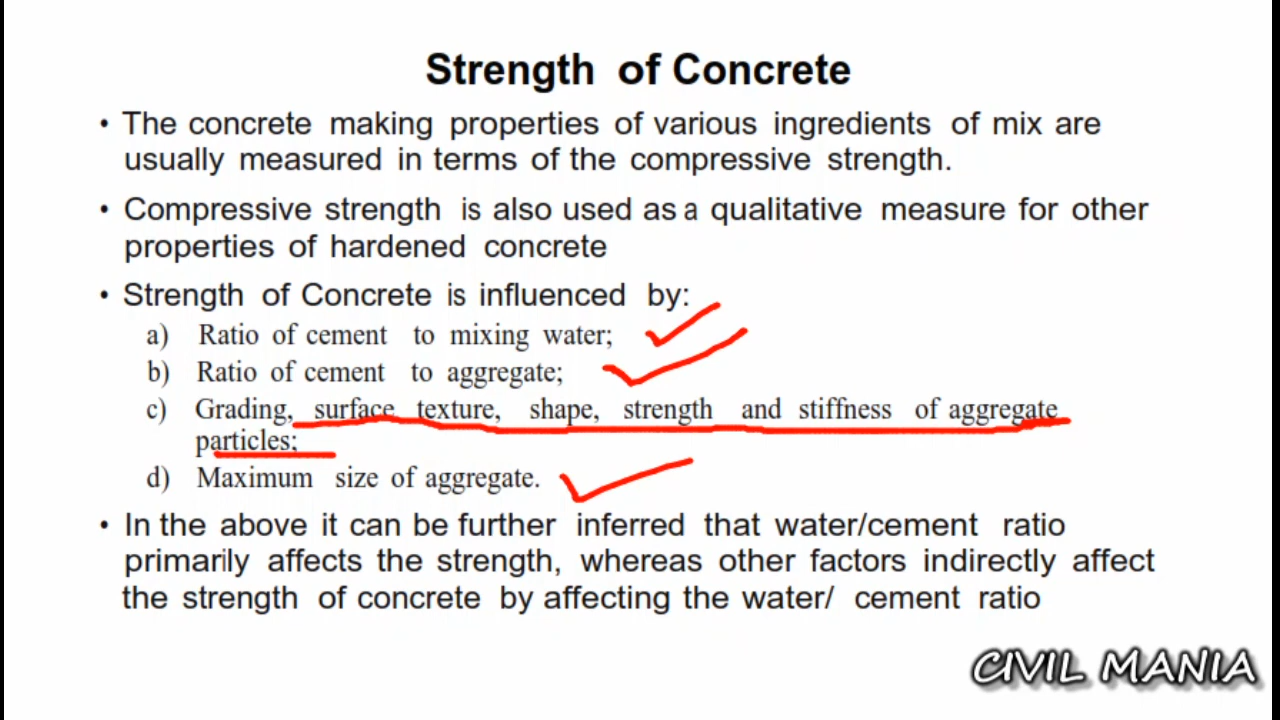 Strength of Concrete
• The concrete making properties of various ingredients of mix are
usually measured in terms of the compressive strength.
• Compressive strength is also used as a qualitative measure for other
properties of hardened concrete
• Strength of Concrete is influenced by:
a) Ratio of cement to mixing water;
b) Ratio of cement to aggregate;
c) Grading, surface texture, shape, strength and stiffness of aggregate
particles;
d) Maximum size of aggregate.
• In the above it can be further inferred that water/cement ratio
primarily affects the strength, whereas other factors indirectly affect
the strength of concrete by affecting the water/ cement ratio
CIVIL MANIA